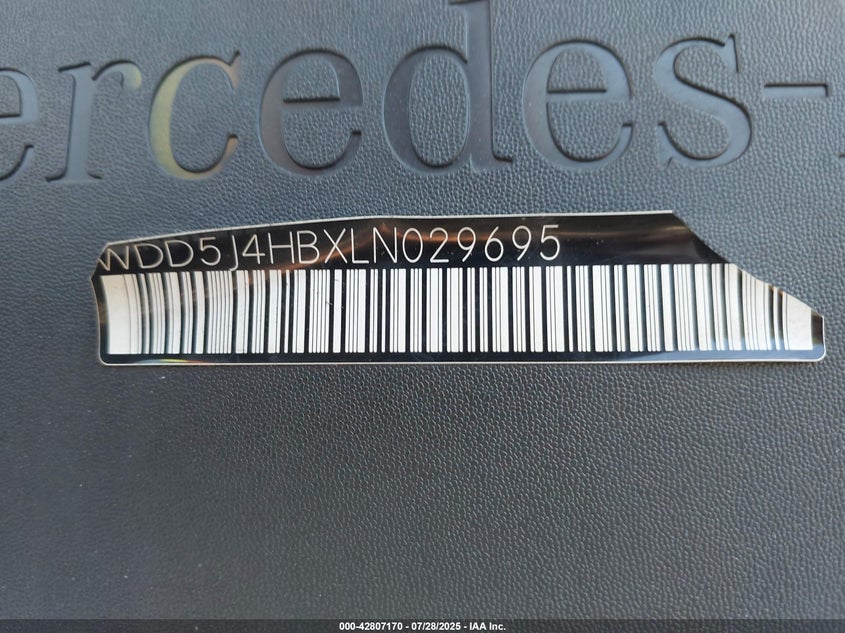 ercedes-
WDD5J4HBXLN029695
000-42807170 - 07/28/2025 - IAA Inc.